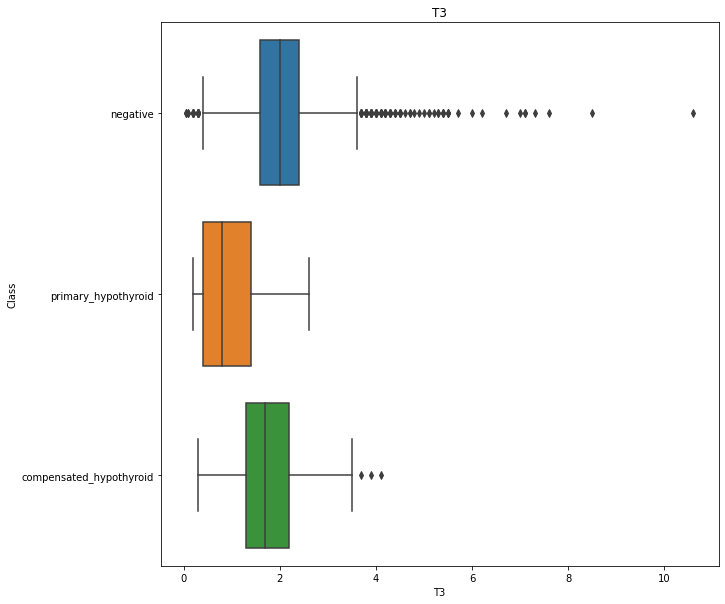 T3
Class
negative
primary_hypothyroid
compensated_hypothyroid
0 2 4 6 8 10
T3